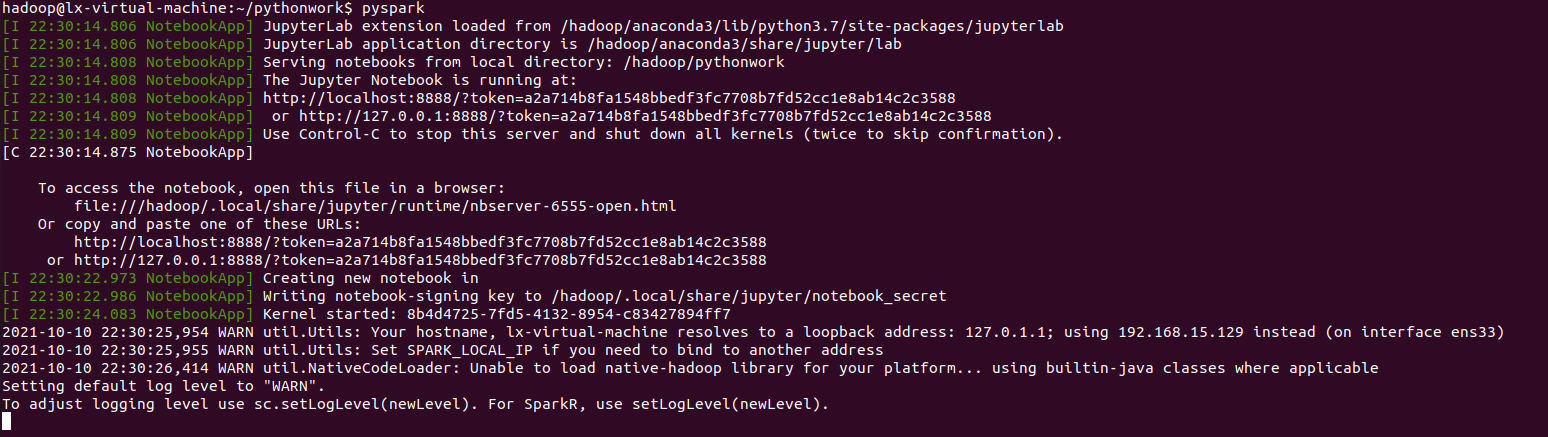 hadoop@lx-virtual-machine:~/pythonwork$ pyspark
[I 22:30:14.806 NotebookApp] JupyterLab extension loaded from /hadoop/anaconda3/lib/python3.7/site-packages/jupyterlab
[I 22:30:14.806 NotebookApp] JupyterLab application directory is /hadoop/anaconda3/share/jupyter/lab
[I 22:30:14.808 NotebookApp] Serving notebooks from local directory: /hadoop/pythonwork
[I 22:30:14.808 NotebookApp] The Jupyter Notebook is running at:
[I 22:30:14.808 NotebookApp] http://localhost:8888/?token=a2a714b8fa1548bbedf3fc7708b7fd52cc1e8ab14c2c3588
[I 22:30:14.809 NotebookApp]  or http://127.0.0.1:8888/?token=a2a714b8fa1548bbedf3fc7708b7fd52cc1e8ab14c2c3588
[I 22:30:14.809 NotebookApp] Use Control-C to stop this server and shut down all kernels (twice to skip confirmation).
[C 22:30:14.875 NotebookApp]
    To access the notebook, open this file in a browser:
        file:///hadoop/.local/share/jupyter/runtime/nbserver-6555-open.html
    Or copy and paste one of these URLs:
        http://localhost:8888/?token=a2a714b8fa1548bbedf3fc7708b7fd52cc1e8ab14c2c3588
     or http://127.0.0.1:8888/?token=a2a714b8fa1548bbedf3fc7708b7fd52cc1e8ab14c2c3588
[I 22:30:22.973 NotebookApp] Creating new notebook in
[I 22:30:22.986 NotebookApp] Writing notebook-signing key to /hadoop/.local/share/jupyter/notebook_secret
[I 22:30:24.083 NotebookApp] Kernel started: 8b4d4725-7fd5-4132-8954-c83427894ff7
2021-10-10 22:30:25,954 WARN util.Utils: Your hostname, lx-virtual-machine resolves to a loopback address: 127.0.1.1; using 192.168.15.129 instead (on interface ens33)
2021-10-10 22:30:25,955 WARN util.Utils: Set SPARK_LOCAL_IP if you need to bind to another address
2021-10-10 22:30:26,414 WARN util.NativeCodeLoader: Unable to load native-hadoop library for your platform... using builtin-java classes where applicable
Setting default log level to "WARN".
To adjust logging level use sc.setLogLevel(newLevel). For SparkR, use setLogLevel(newLevel).